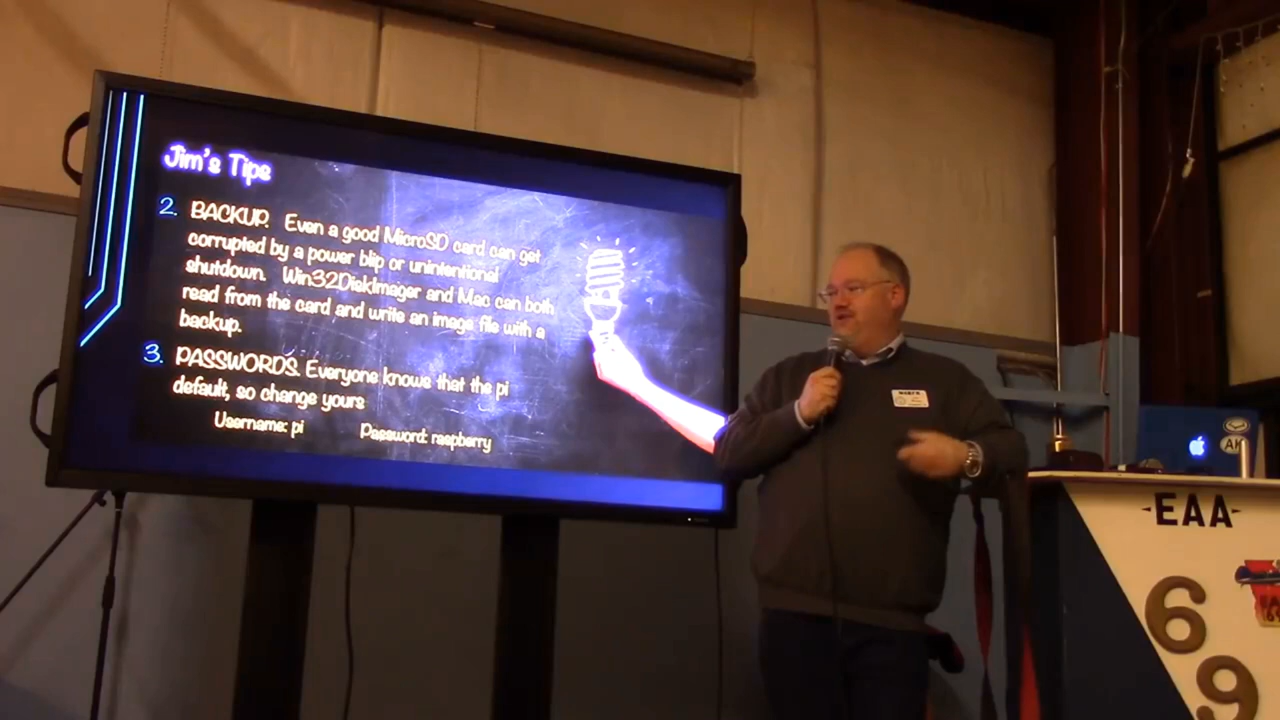 Jim's Tips
2. BACKUP. Even a good MicroSD card can get
corrupted by a power blip or unintentional
shutdown. Win32DiskImager and Mac can both
read from the card and write an image file with a
backup.
3. PASSWORDS. Everyone knows that the pi
default, so change yours
Username: pi Password: raspberry
AK
-EAA-
69